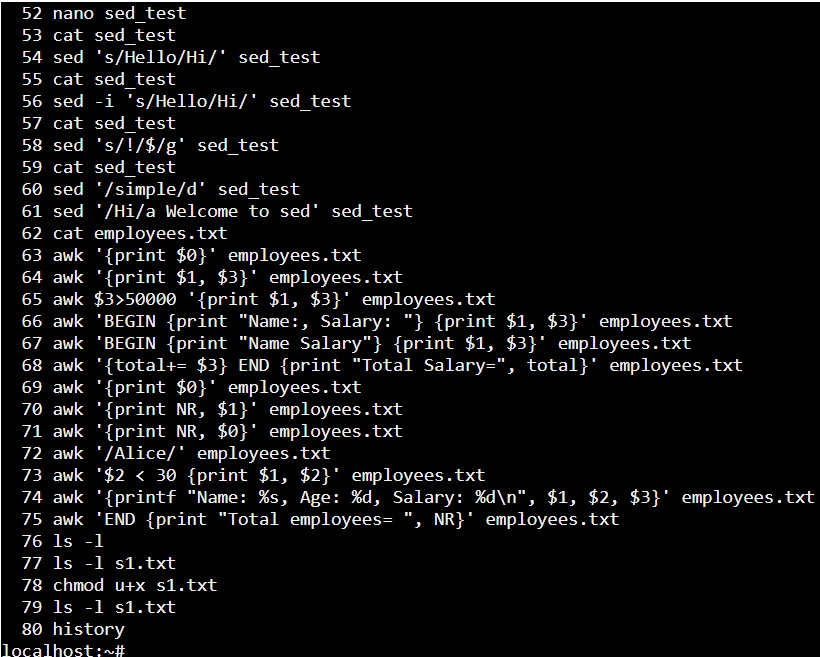 52 nano sed_test
53 cat sed_test
54 sed 's/Hello/Hi/' sed_test
55 cat sed_test
56 sed -i 's/Hello/Hi/' sed_test
57 cat sed_test
58 sed 's/!/$/g' sed_test
59 cat sed_test
60 sed '/simple/d' sed_test
61 sed '/Hi/a Welcome to sed' sed_test
62 cat employees.txt
63 awk '{print $0}' employees.txt
64 awk '{print $1, $3}' employees.txt
65 awk $3>50000 '{print $1, $3}' employees.txt
66 awk 'BEGIN {print "Name:, Salary: "} {print $1, $3}' employees.txt
67 awk 'BEGIN {print "Name Salary"} {print $1, $3}' employees.txt
68 awk '{total+= $3} END {print "Total Salary=", total}' employees.txt
69 awk '{print $0}' employees.txt
70 awk '{print NR, $1}' employees.txt
71 awk '{print NR, $0}' employees.txt
72 awk '/Alice/' employees.txt
73 awk '$2 < 30 {print $1, $2}' employees.txt
74 awk '{printf "Name: %s, Age: %d, Salary: %d\n", $1, $2, $3}' employees.txt
75 awk 'END {print "Total employees= ", NR}' employees.txt
76 ls -l
77 ls -l s1.txt
78 chmod u+x s1.txt
79 ls -l s1.txt
80 history
localhost:~#